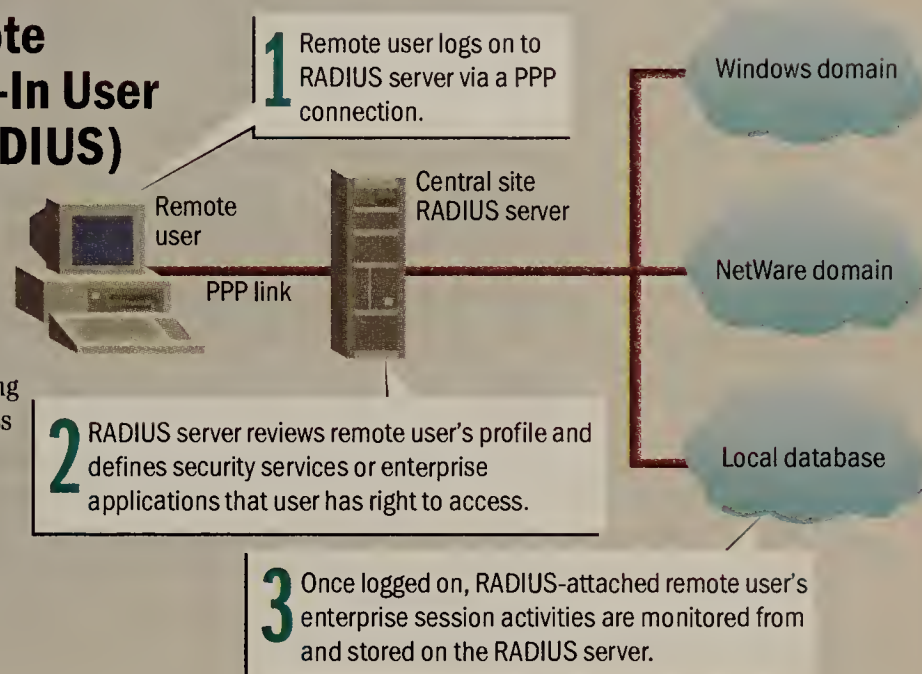 ote
-In User
DIUS)
1 Remote user logs on to
RADIUS server via a PPP
connection.
Remote
user
PPP link
Central site
RADIUS server
Windows domain
NetWare domain
Local database
ng
s
2 RADIUS server reviews remote user's profile and
defines security services or enterprise
applications that user has right to access.
3 Once logged on, RADIUS-attached remote user's
enterprise session activities are monitored from
and stored on the RADIUS server.